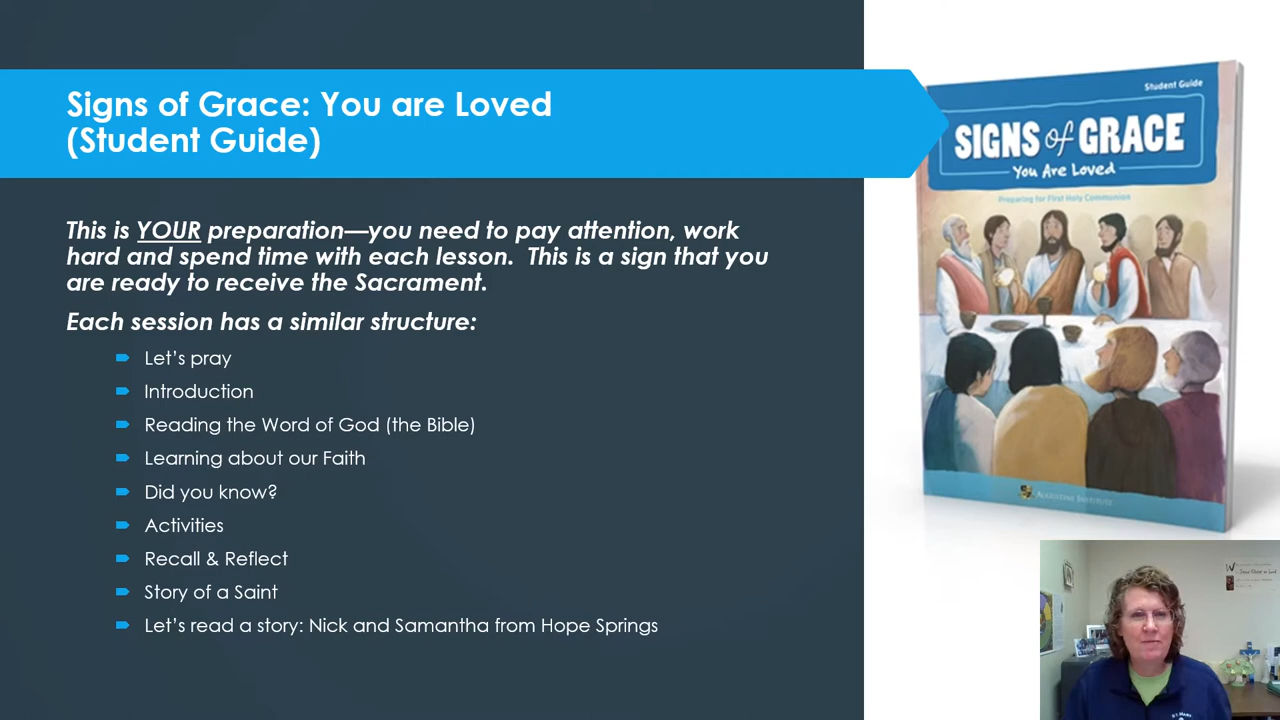 Signs of Grace: You are Loved
(Student Guide)
This is YOUR preparation—you need to pay attention, work
hard and spend time with each lesson.  This is a sign that you
are ready to receive the Sacrament.
Each session has a similar structure:
Let's pray
Introduction
Reading the Word of God (the Bible)
Learning about our Faith
Did you know?
Activities
Recall & Reflect
Story of a Saint
Let's read a story: Nick and Samantha from Hope Springs
Student Guide
SIGNS of GRACE
You Are Loved
Preparing for First Holy Communion
Augustine Institute